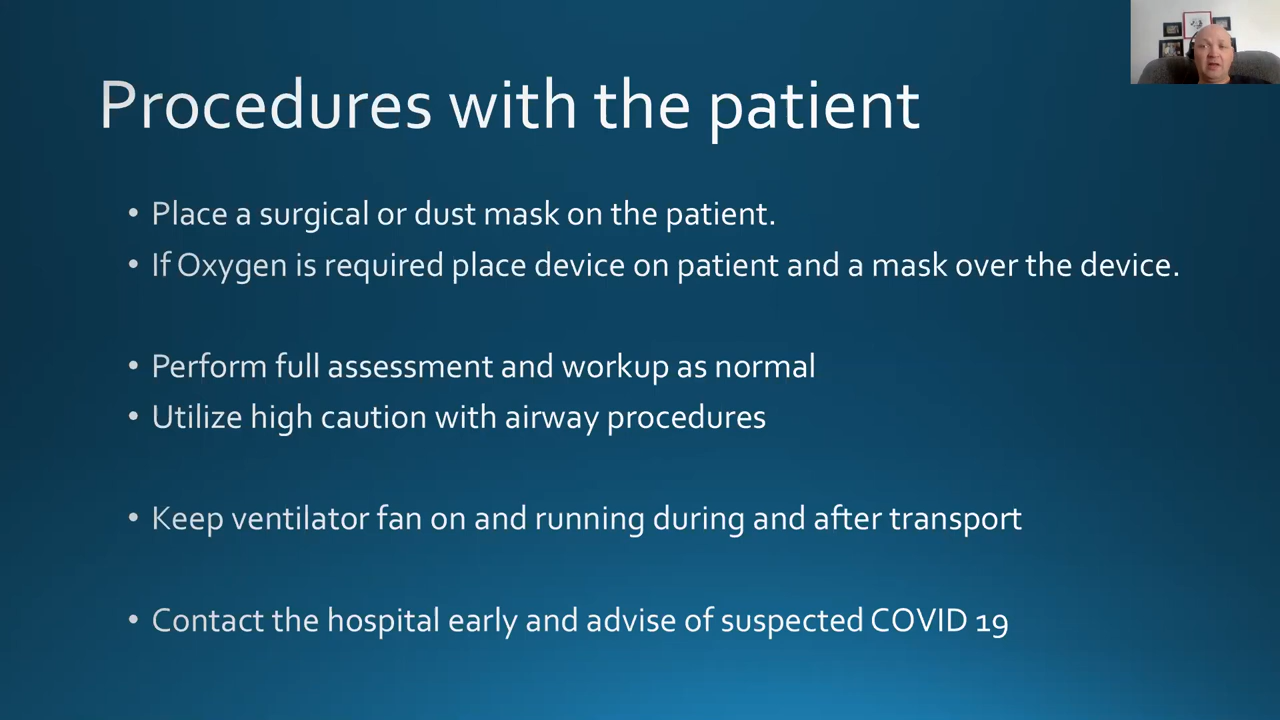 Procedures with the patient
• Place a surgical or dust mask on the patient.
• If Oxygen is required place device on patient and a mask over the device.
• Perform full assessment and workup as normal
• Utilize high caution with airway procedures
• Keep ventilator fan on and running during and after transport
• Contact the hospital early and advise of suspected COVID 19